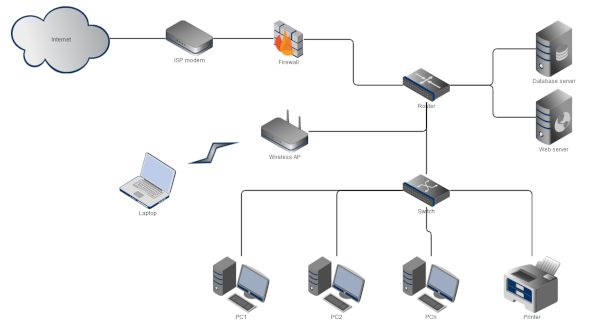 Internet
ISP modem
Firewall
Database server
Router
Web server
Wireless AP
Laptop
Switch
PC1
PC2
PCn
Printer